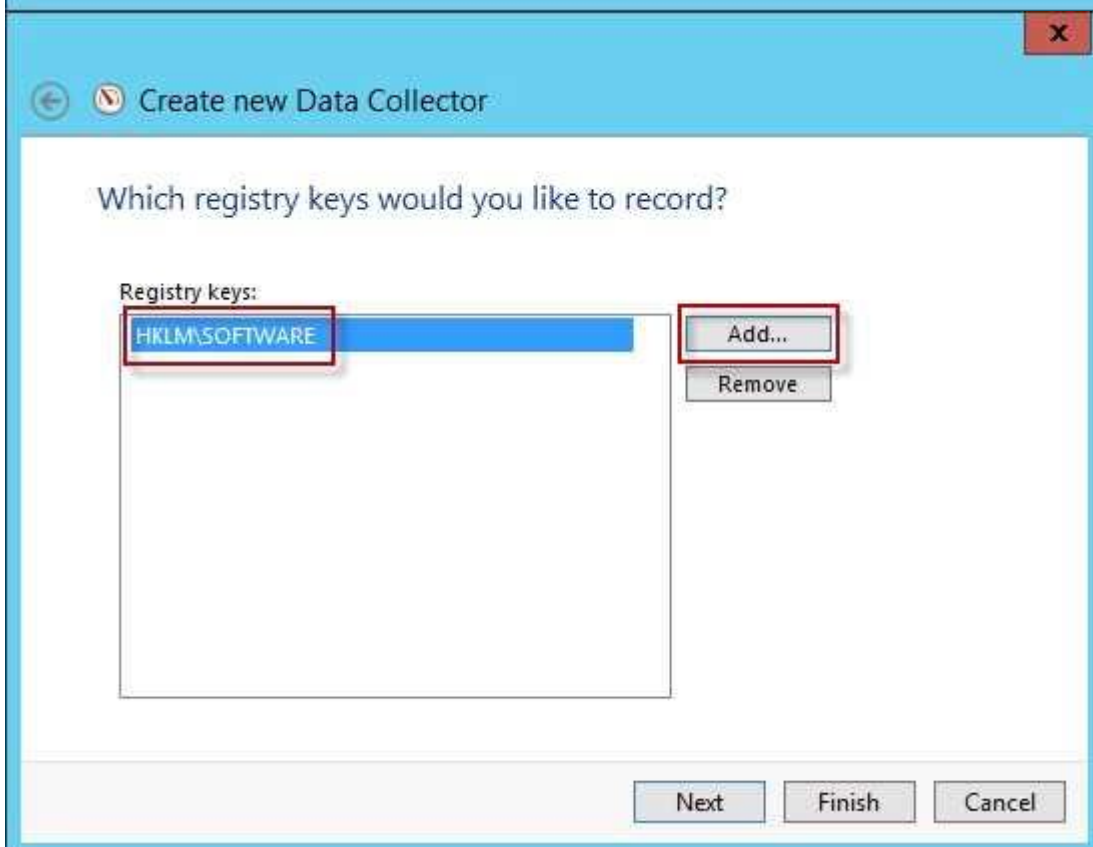 x
Create new Data Collector
Which registry keys would you like to record?
Registry keys:
HKLM\SOFTWARE
Add...
Remove
Next Finish Cancel